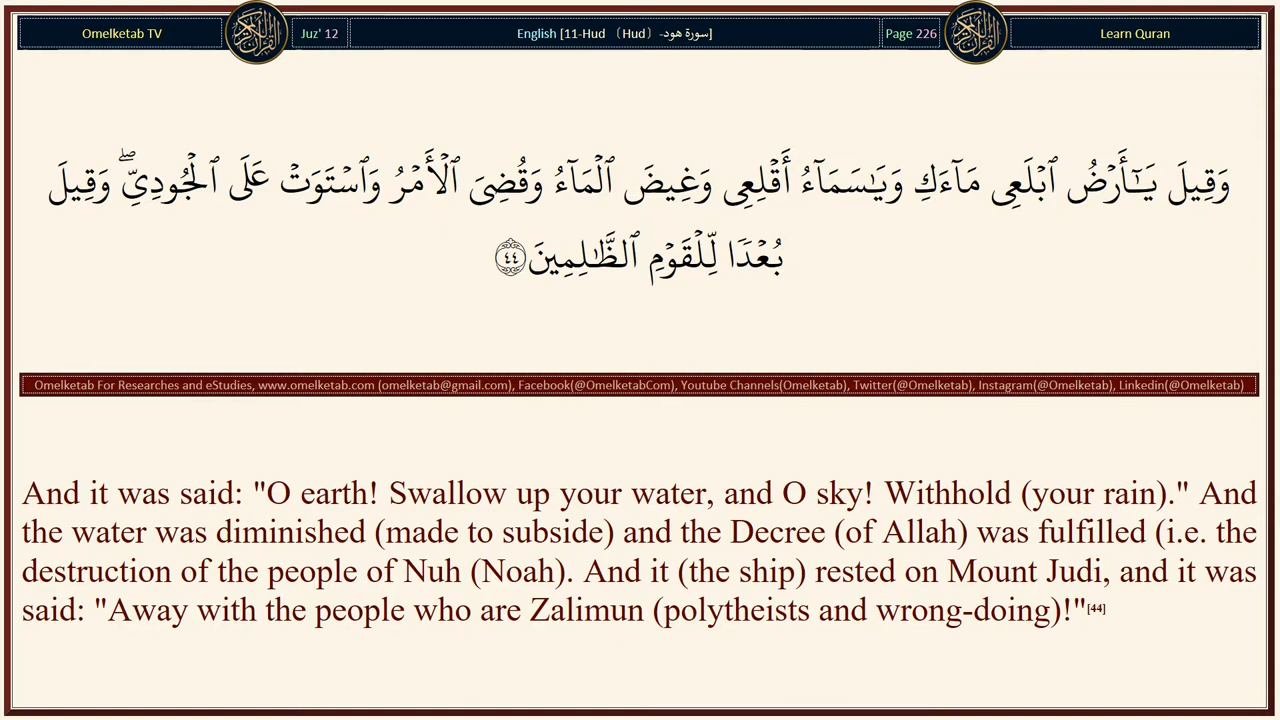 Omelketab TV
Juz' 12
English [11-Hud (Hud) -سورة هود]
Page 226
Learn Quran
وَقِيلَ يَـٰٓأَرۡضُ ٱبۡلَعِى مَآءَكِ وَيَـٰسَمَآءُ أَقۡلِعِى وَغِيضَ ٱلۡمَآءُ وَقُضِىَ ٱلۡأَمۡرُ وَٱسۡتَوَتۡ عَلَى ٱلۡجُودِىِّۖ وَقِيلَ
بُعۡدًا لِّلۡقَوۡمِ ٱلظَّـٰلِمِينَ ٤٤
Omelketab For Researches and eStudies, www.omelketab.com (omelketab@gmail.com), Facebook(@OmelketabCom), Youtube Channels(Omelketab), Twitter(@Omelketab), Instagram(@Omelketab), Linkedin(@Omelketab)
And it was said: "O earth! Swallow up your water, and O sky! Withhold (your rain)." And
the water was diminished (made to subside) and the Decree (of Allah) was fulfilled (i.e. the
destruction of the people of Nuh (Noah). And it (the ship) rested on Mount Judi, and it was
said: "Away with the people who are Zalimun (polytheists and wrong-doing)!"[44]